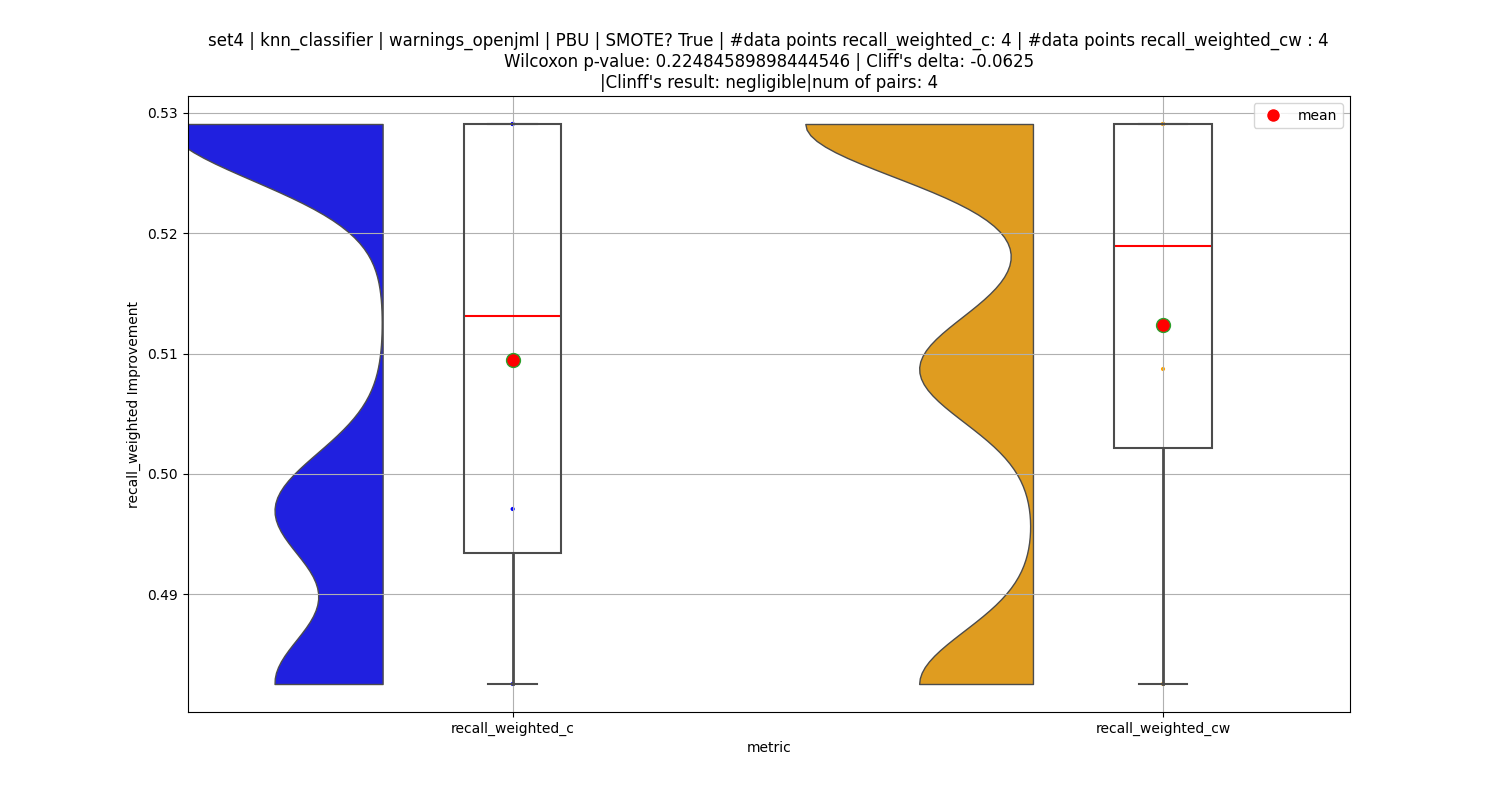 set4 | knn_classifier | warnings_openjml | PBU | SMOTE? True | #data points recall_weighted_c: 4 | #data points recall_weighted_cw : 4
Wilcoxon p-value: 0.22484589898444546 | Cliff's delta: -0.0625
|Clinff's result: negligible|num of pairs: 4
mean
0.53
0.52
0.51
0.50
0.49
recall_weighted Improvement
recall_weighted_c
recall_weighted_cw
metric